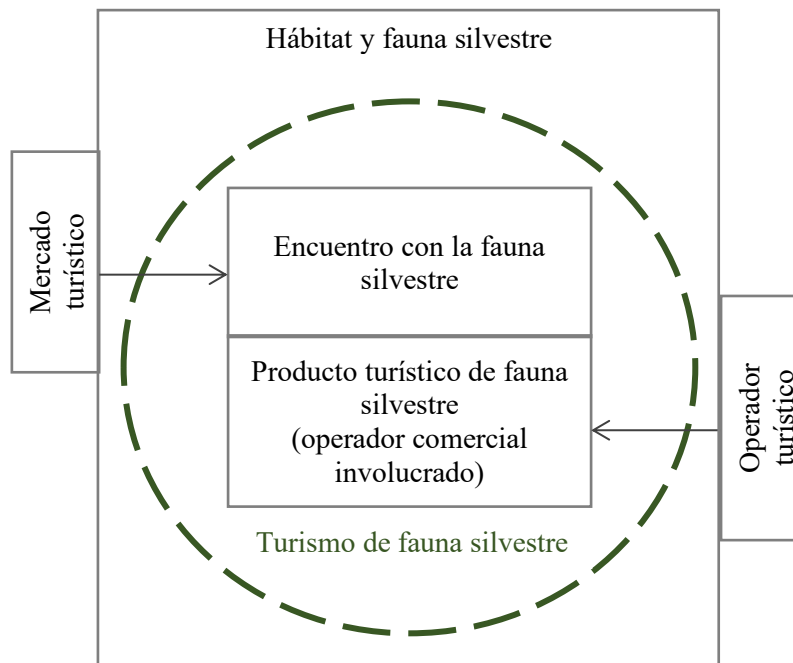 Hábitat y fauna silvestre
Mercado
turístico
Encuentro con la fauna
silvestre
Producto turístico de fauna
silvestre
(operador comercial
involucrado)
Operador
turístico
Turismo de fauna silvestre